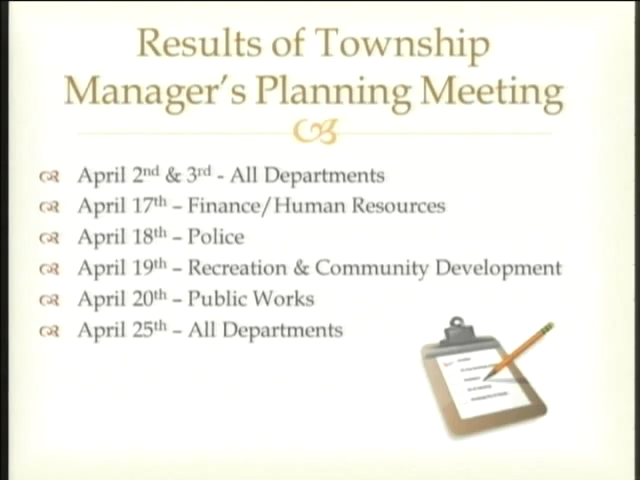 Results of Township
Manager’s Planning Meeting
April 2nd & 3rd - All Departments
April 17th – Finance/Human Resources
April 18th – Police
April 19th – Recreation & Community Development
April 20th – Public Works
April 25th – All Departments